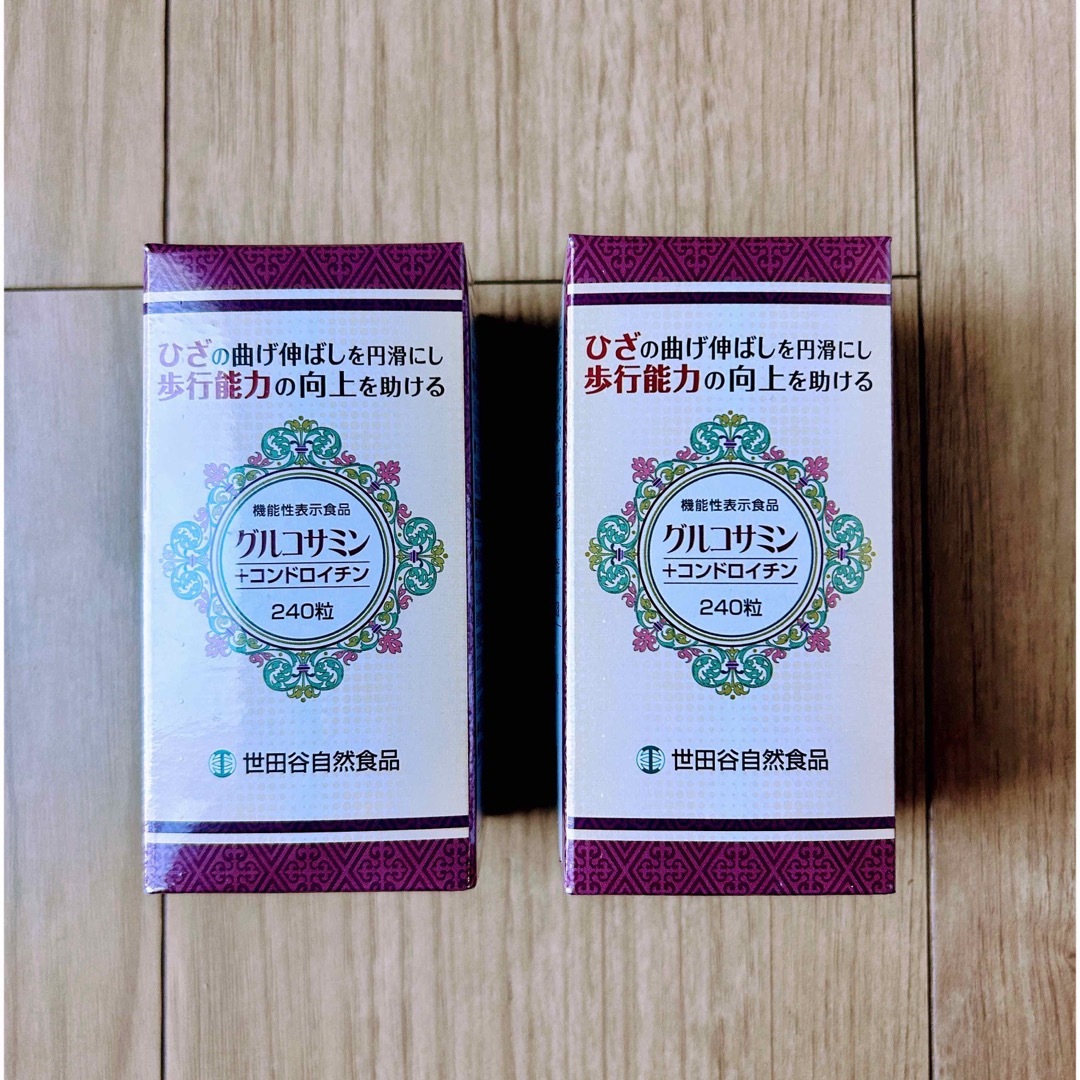 ひざの曲げ伸ばしを円滑にし
歩行能力の向上を助ける
機能性表示食品
グルコサミン
+コンドロイチン
240粒
世田谷自然食品
ひざの曲げ伸ばしを円滑にし
歩行能力の向上を助ける
機能性表示食品
グルコサミン
+コンドロイチン
240粒
世田谷自然食品